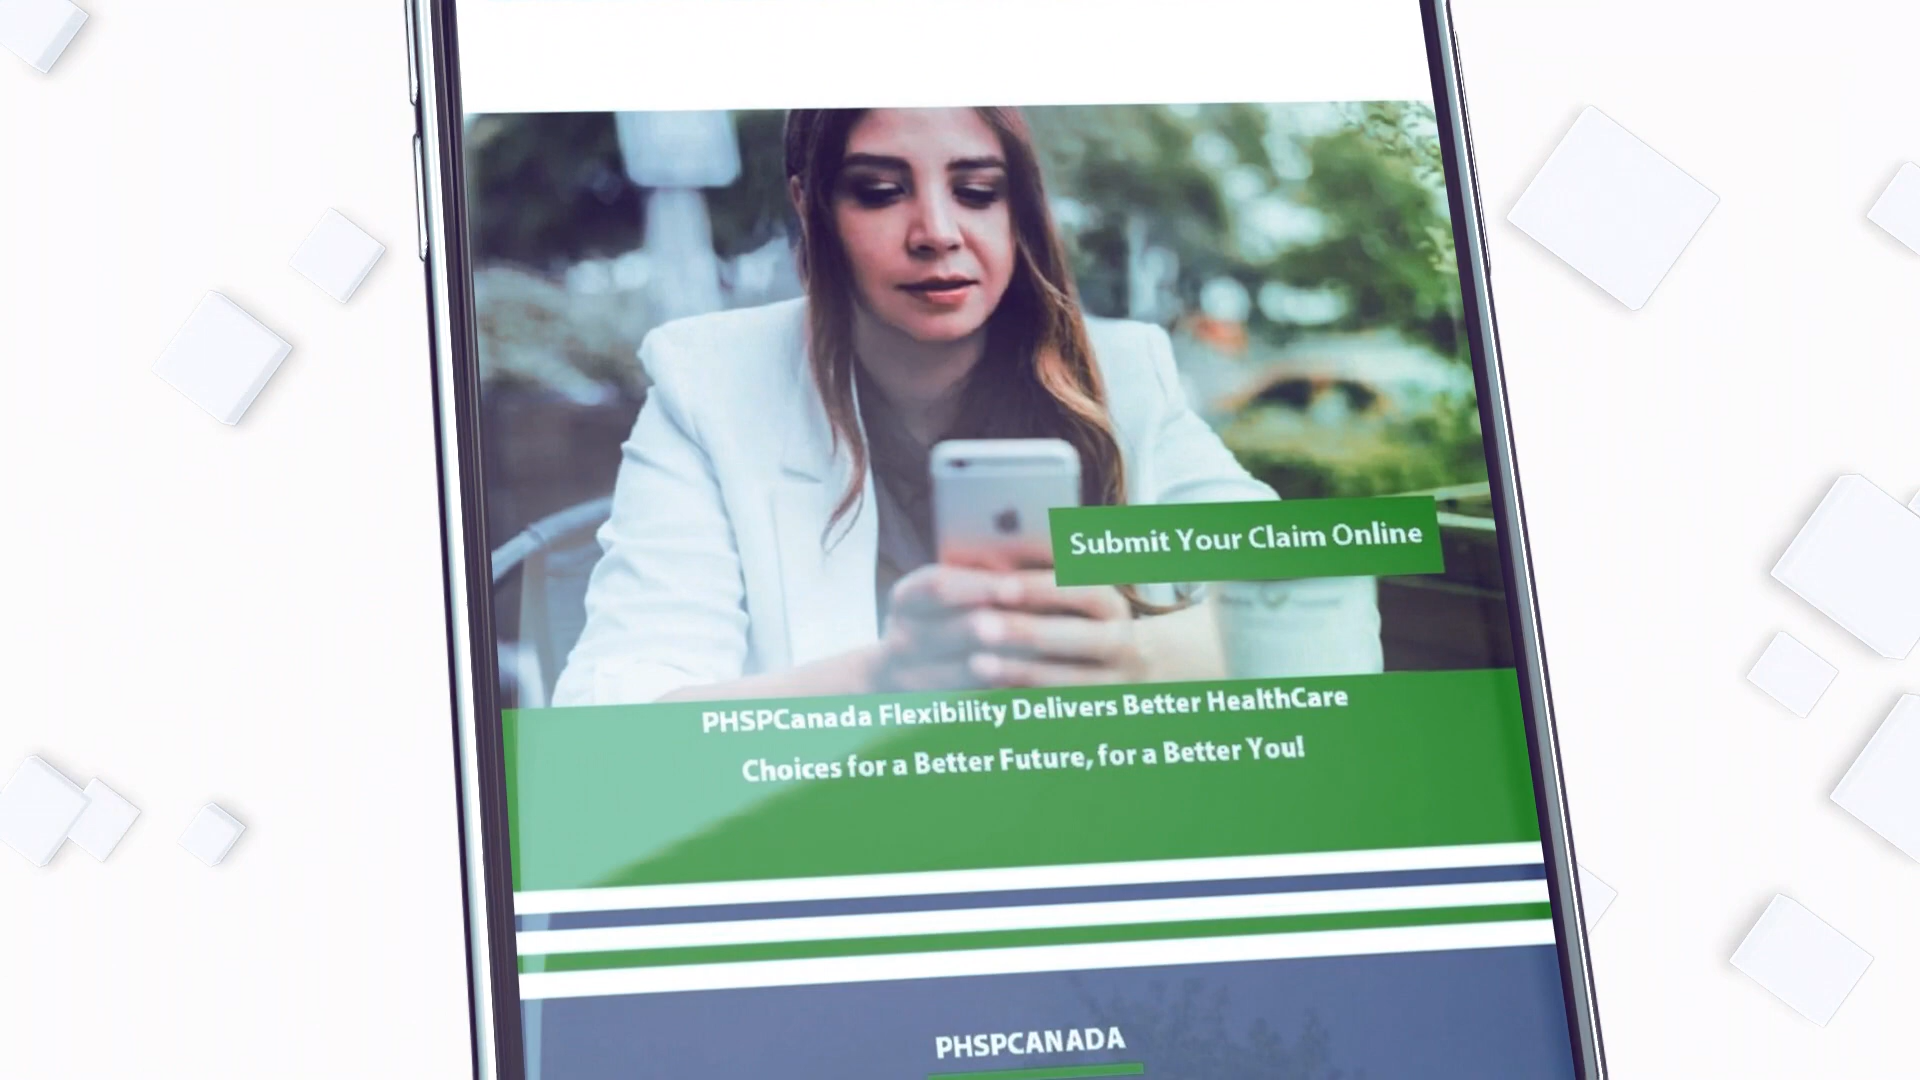 Submit Your Claim Online
PHSPCanada Flexibility Delivers Better HealthCare
Choices for a Better Future, for a Better You!
PHSPCANADA